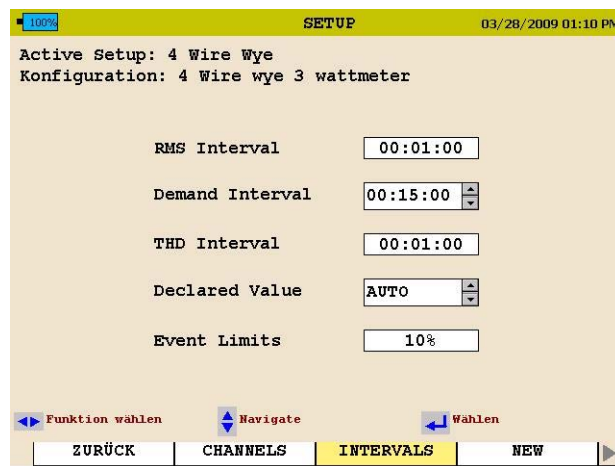 100% SETUP 03/28/2009 01:10 PM
Active Setup: 4 Wire Wye
Konfiguration: 4 Wire wye 3 wattmeter
RMS Interval 00:01:00
Demand Interval 00:15:00
THD Interval 00:01:00
Declared Value AUTO
Event Limits 10%
Funktion wählen Navigate Wählen
ZURÜCK CHANNELS INTERVALS NEW